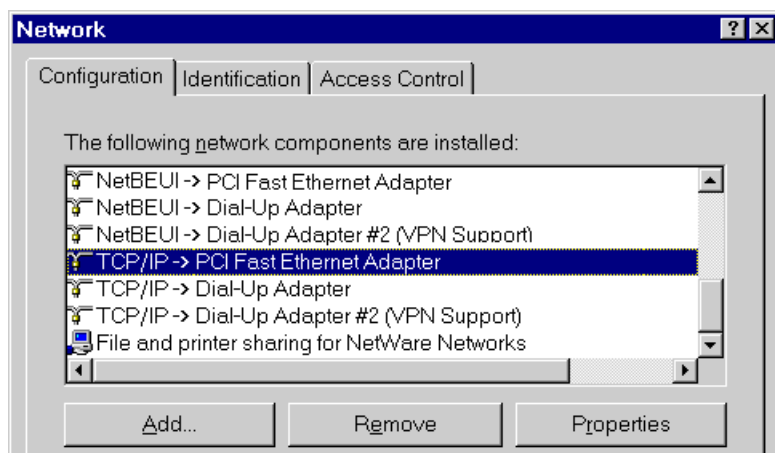 Network
Configuration Identification Access Control
The following network components are installed:
NetBEUI -> PCI Fast Ethernet Adapter
NetBEUI -> Dial-Up Adapter
NetBEUI -> Dial-Up Adapter #2 (VPN Support)
TCP/IP -> PCI Fast Ethernet Adapter
TCP/IP -> Dial-Up Adapter
TCP/IP -> Dial-Up Adapter #2 (VPN Support)
File and printer sharing for NetWare Networks
Add... Remove Properties